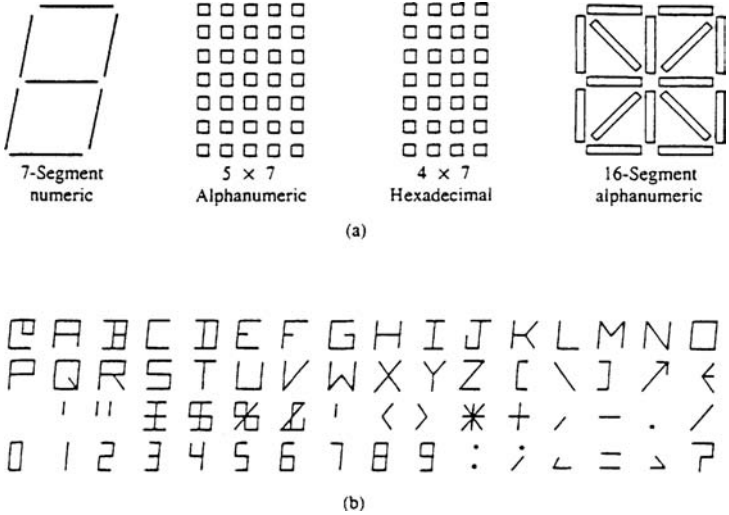 7-Segment
numeric
5 × 7
Alphanumeric
4 × 7
Hexadecimal
16-Segment
alphanumeric
(a)
@ A B C D E F G H I J K L M N O
P Q R S T U V W X Y Z [ \ ] ↗ ←
' " # $ % & ' ⟨ ⟩ * + , - . /
0 1 2 3 4 5 6 7 8 9 : ; < = > ?
(b)